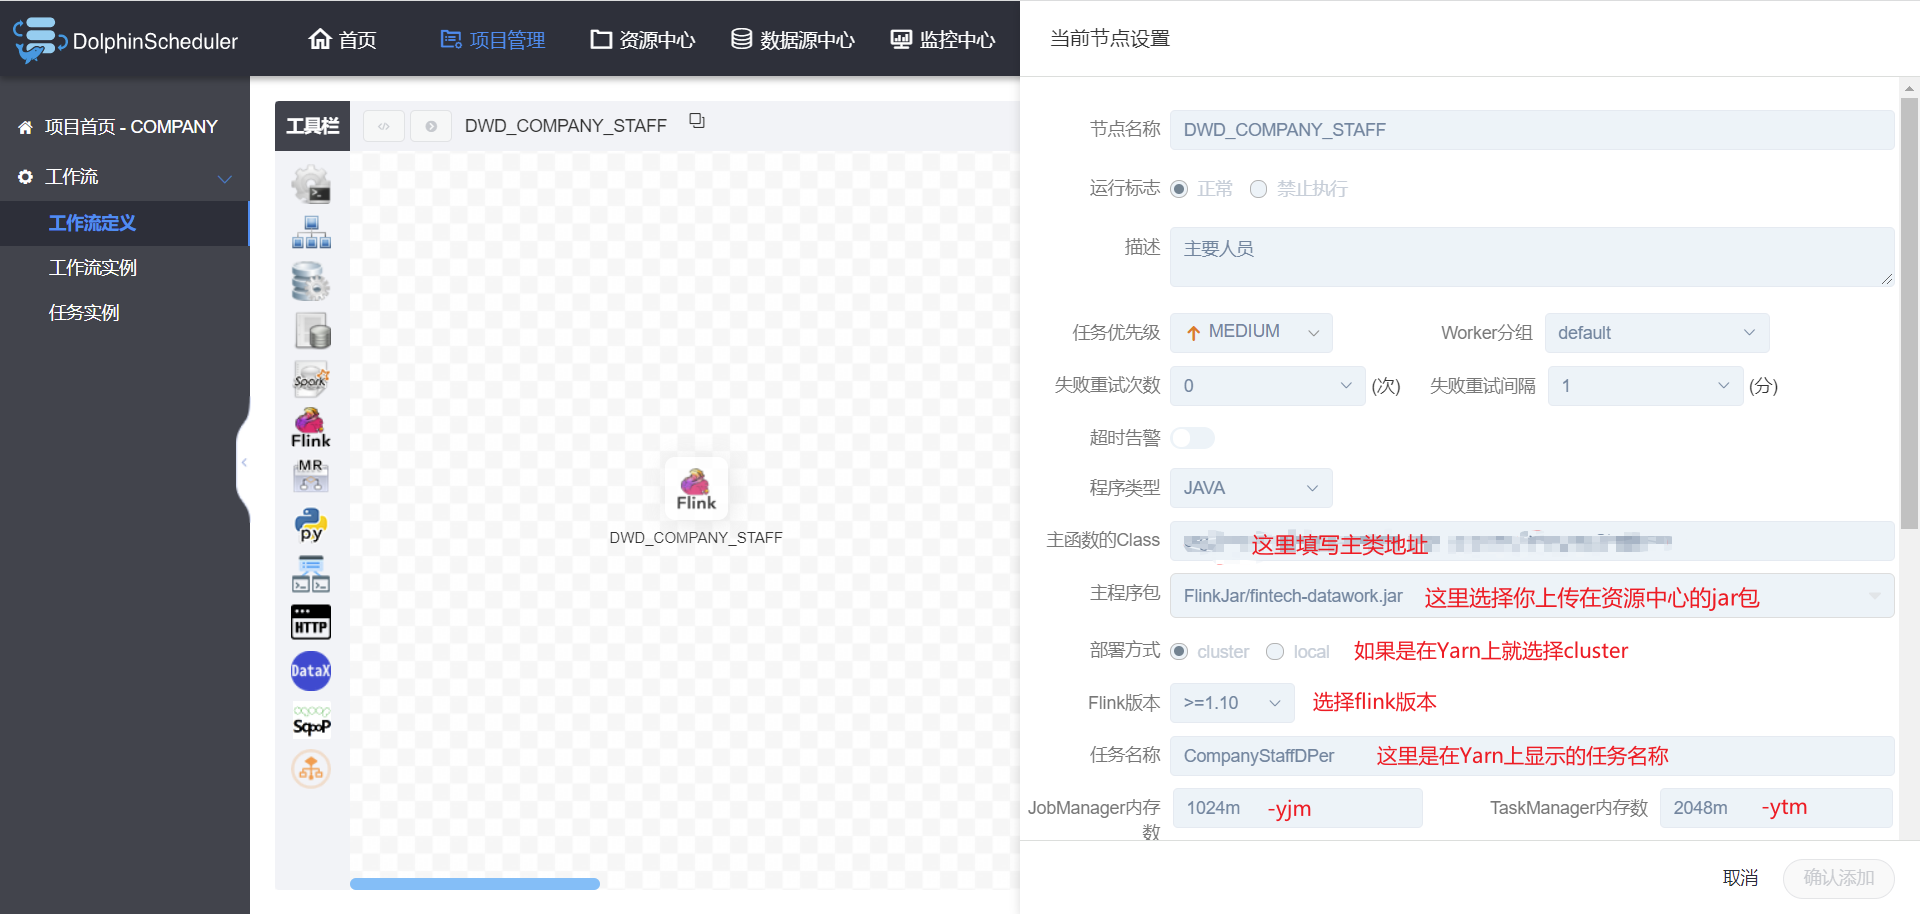 DolphinScheduler
首页
项目管理
资源中心
数据源中心
监控中心
当前节点设置
项目首页 - COMPANY
工作流
工作流定义
工作流实例
任务实例
工具栏
DWD_COMPANY_STAFF
Spark
Flink
MR
py
HTTP
DataX
SqooP
Flink
DWD_COMPANY_STAFF
节点名称 DWD_COMPANY_STAFF
运行标志 正常 禁止执行
描述 主要人员
任务优先级 MEDIUM Worker分组 default
失败重试次数 0 (次) 失败重试间隔 1 (分)
超时告警
程序类型 JAVA
主函数的Class 这里填写主类地址
主程序包 FlinkJar/fintech-datawork.jar 这里选择你上传在资源中心的jar包
部署方式 cluster local 如果是在Yarn上就选择cluster
Flink版本 >=1.10 选择flink版本
任务名称 CompanyStaffDPer 这里是在Yarn上显示的任务名称
JobManager内存数 1024m -yjm TaskManager内存数 2048m -ytm
取消 确认添加